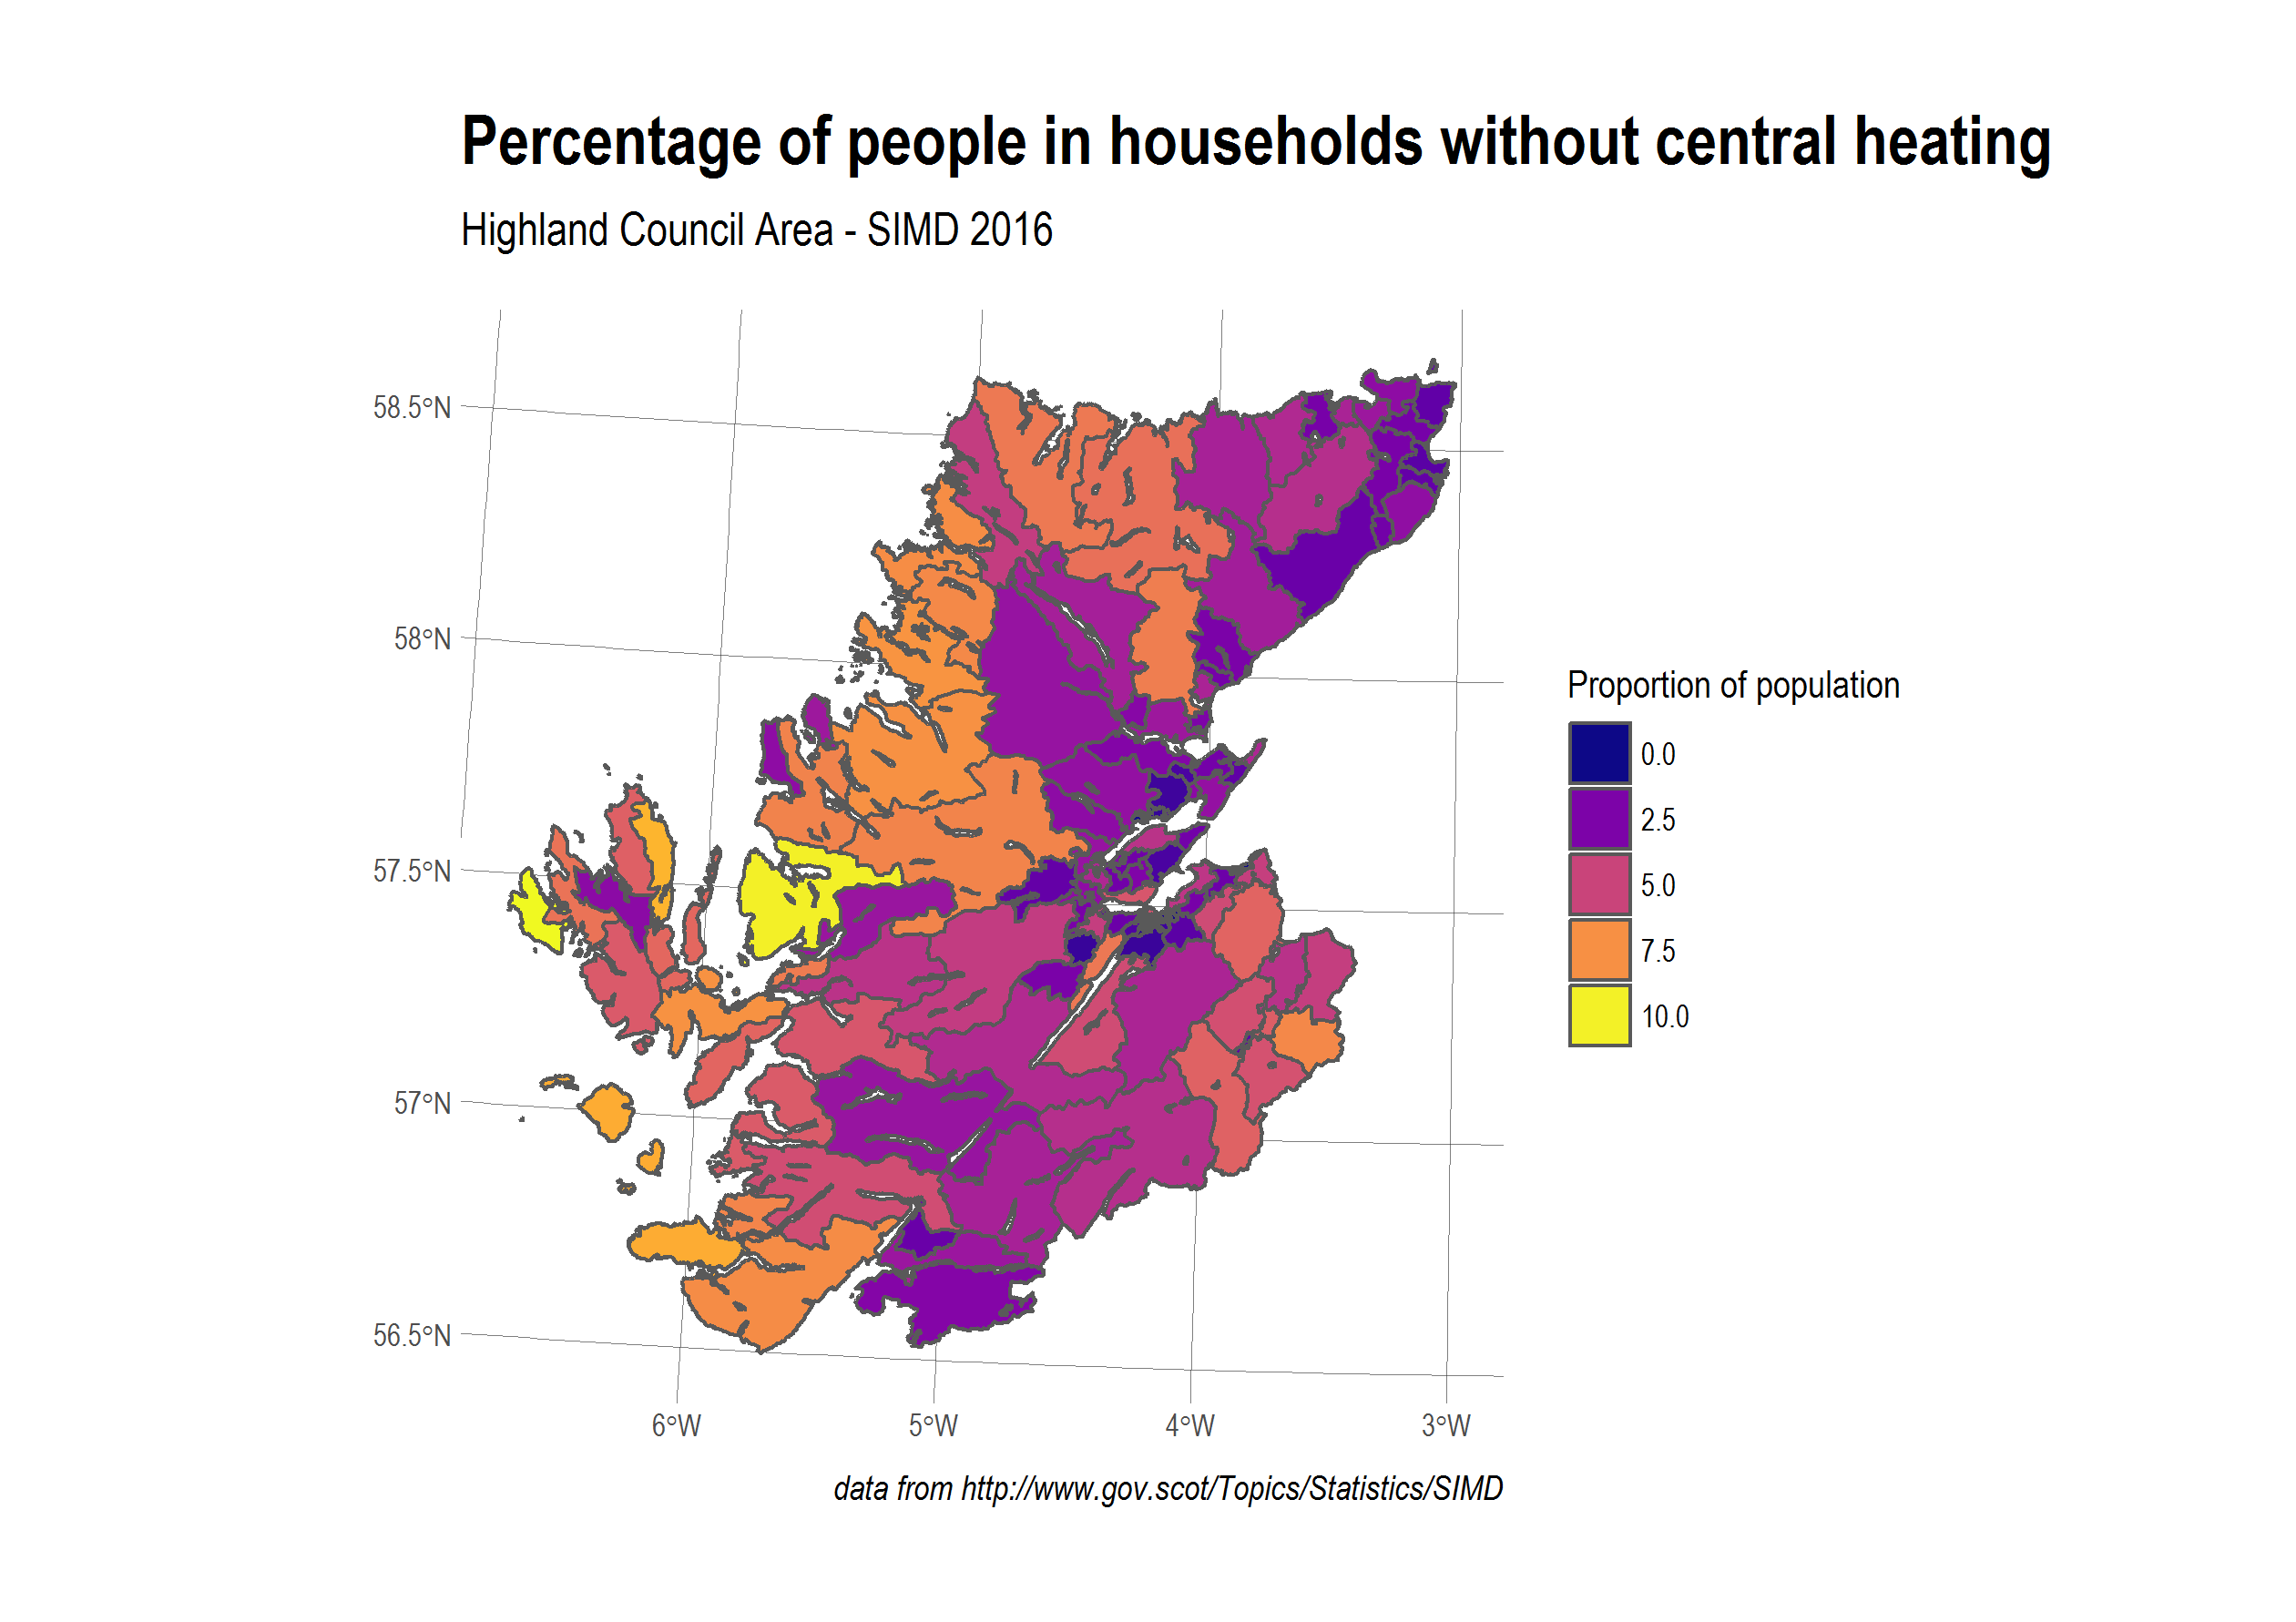 Percentage of people in households without central heating
Highland Council Area - SIMD 2016
58.5°N
58°N
57.5°N
57°N
56.5°N
6°W
5°W
4°W
3°W
Proportion of population
0.0
2.5
5.0
7.5
10.0
data from http://www.gov.scot/Topics/Statistics/SIMD